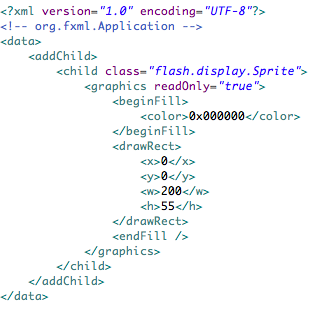 <?xml version="1.0" encoding="UTF-8"?>
<!-- org.fxml.Application -->
<data>
    <addChild>
        <child class="flash.display.Sprite">
            <graphics readOnly="true">
                <beginFill>
                    <color>0x000000</color>
                </beginFill>
                <drawRect>
                    <x>0</x>
                    <y>0</y>
                    <w>200</w>
                    <h>55</h>
                </drawRect>
                <endFill />
            </graphics>
        </child>
    </addChild>
</data>